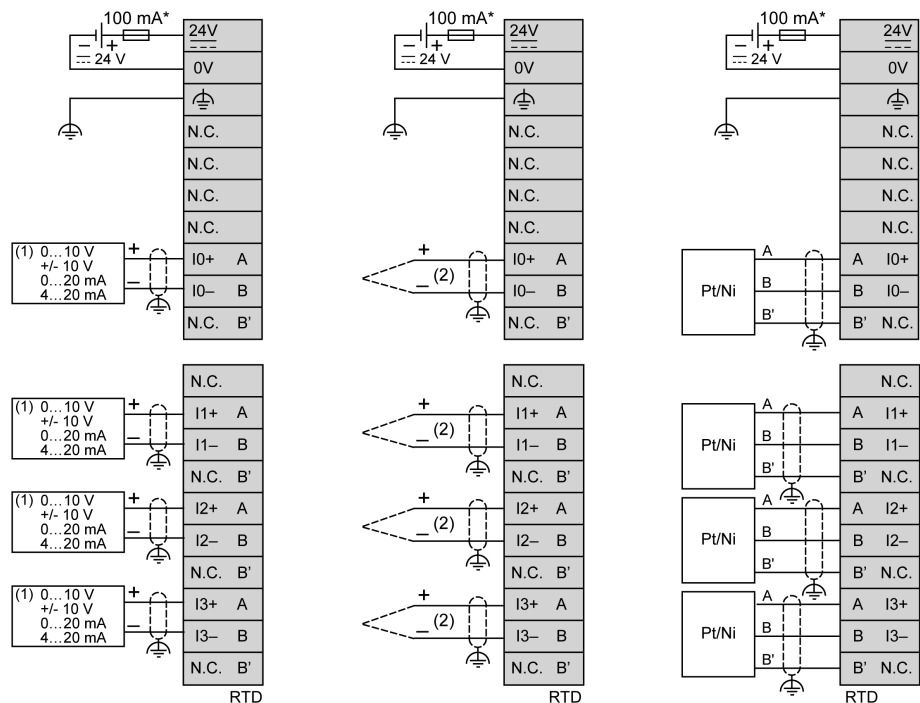 100 mA*
24V
– +
24 V
0V
N.C.
N.C.
N.C.
N.C.
(1) 0...10 V
+/- 10 V
0...20 mA
4...20 mA
+
–
I0+ A
I0– B
N.C. B'
N.C.
(1) 0...10 V
+/- 10 V
0...20 mA
4...20 mA
+
–
I1+ A
I1– B
N.C. B'
(1) 0...10 V
+/- 10 V
0...20 mA
4...20 mA
+
–
I2+ A
I2– B
N.C. B'
(1) 0...10 V
+/- 10 V
0...20 mA
4...20 mA
+
–
I3+ A
I3– B
N.C. B'
RTD
100 mA*
24V
– +
24 V
0V
N.C.
N.C.
N.C.
N.C.
+
– (2)
I0+ A
I0– B
N.C. B'
N.C.
+
– (2)
I1+ A
I1– B
N.C. B'
+
– (2)
I2+ A
I2– B
N.C. B'
+
– (2)
I3+ A
I3– B
N.C. B'
RTD
100 mA*
24V
– +
24 V
0V
N.C.
N.C.
N.C.
N.C.
Pt/Ni
A A I0+
B B I0–
B' B' N.C.
N.C.
Pt/Ni
A A I1+
B B I1–
B' B' N.C.
Pt/Ni
A A I2+
B B I2–
B' B' N.C.
Pt/Ni
A A I3+
B B I3–
B' B' N.C.
RTD